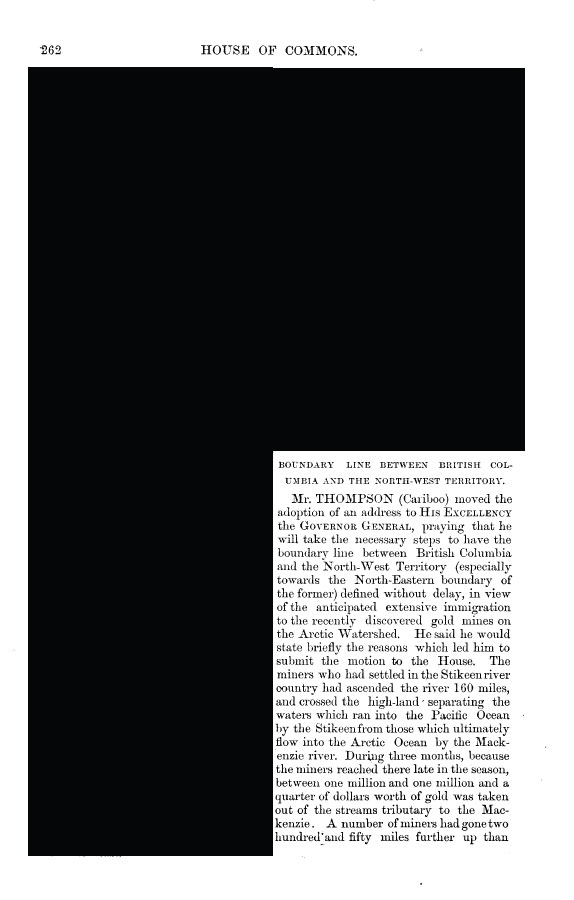 262
HOUSE OF COMMONS.
BOUNDARY LINE BETWEEN BRITISH COL-
UMBIA AND THE NORTH-WEST TERRITORY.
Mr. THOMPSON (Cariboo) moved the
adoption of an address to HIS EXCELLENCY
the GOVERNOR GENERAL, praying that he
will take the necessary steps to have the
boundary line between British Columbia
and the North-West Territory (especially
towards the North-Eastern boundary of
the former) defined without delay, in view
of the anticipated extensive immigration
to the recently discovered gold mines on
the Arctic Watershed. He said he would
state briefly the reasons which led him to
submit the motion to the House. The
miners who had settled in the Stikeen river
country had ascended the river 160 miles,
and crossed the high-land separating the
waters which ran into the Pacific Ocean
by the Stikeen from those which ultimately
flow into the Arctic Ocean by the Mack-
enzie river. During three months, because
the miners reached there late in the season,
between one million and one million and a
quarter of dollars worth of gold was taken
out of the streams tributary to the Mac-
kenzie. A number of miners had gone two
hundred and fifty miles further up than